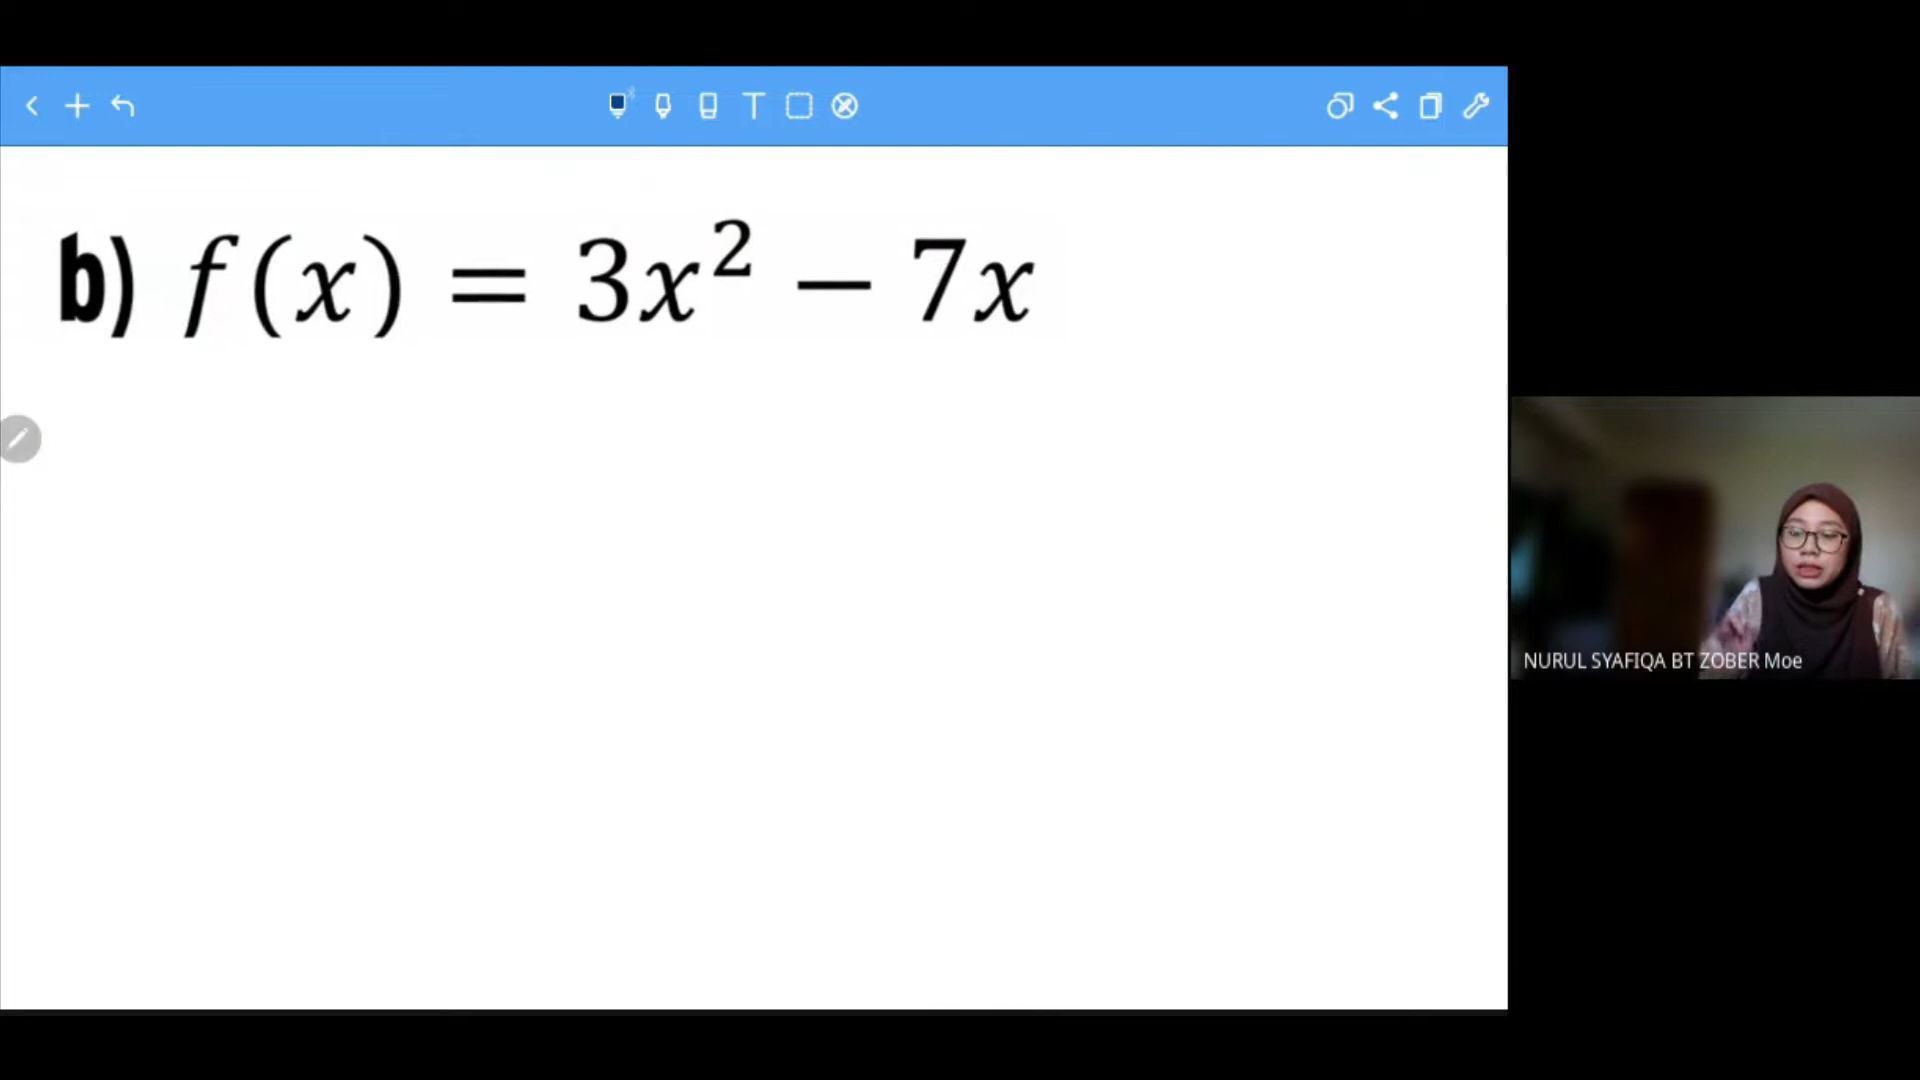 b) f(x) = 3x² − 7x
NURUL SYAFIQA BT ZOBER Moe